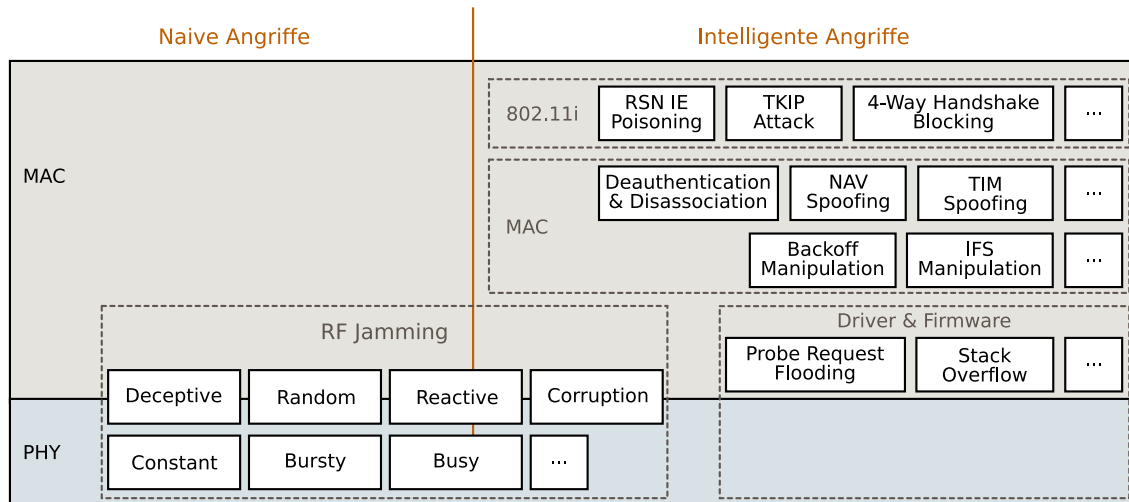 Naive Angriffe
Intelligente Angriffe
MAC
802.11i
RSN IE
Poisoning
TKIP
Attack
4-Way Handshake
Blocking
...
MAC
Deauthentication
& Disassociation
NAV
Spoofing
TIM
Spoofing
...
Backoff
Manipulation
IFS
Manipulation
...
RF Jamming
Driver & Firmware
Probe Request
Flooding
Stack
Overflow
...
Deceptive
Random
Reactive
Corruption
PHY
Constant
Bursty
Busy
...